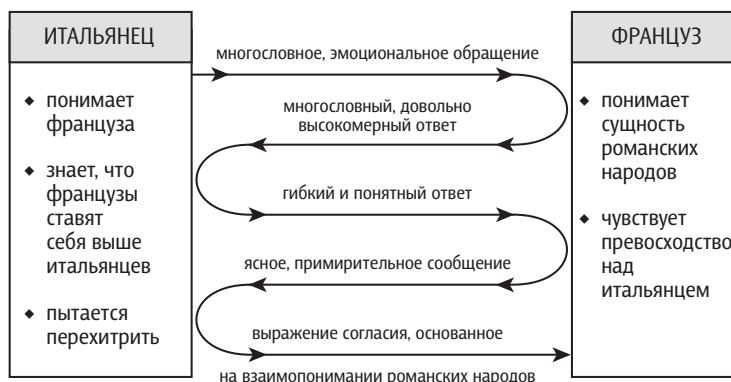 ИТАЛЬЯНЕЦ
◆ понимает
француза
◆ знает, что
французы
ставят
себя выше
итальянцев
◆ пытается
перехитрить
многословное, эмоциональное обращение
многословный, довольно
высокомерный ответ
гибкий и понятный ответ
ясное, примирительное сообщение
выражение согласия, основанное
на взаимопонимании романских народов
ФРАНЦУЗ
◆ понимает
сущность
романских
народов
◆ чувствует
превосходство
над
итальянцем